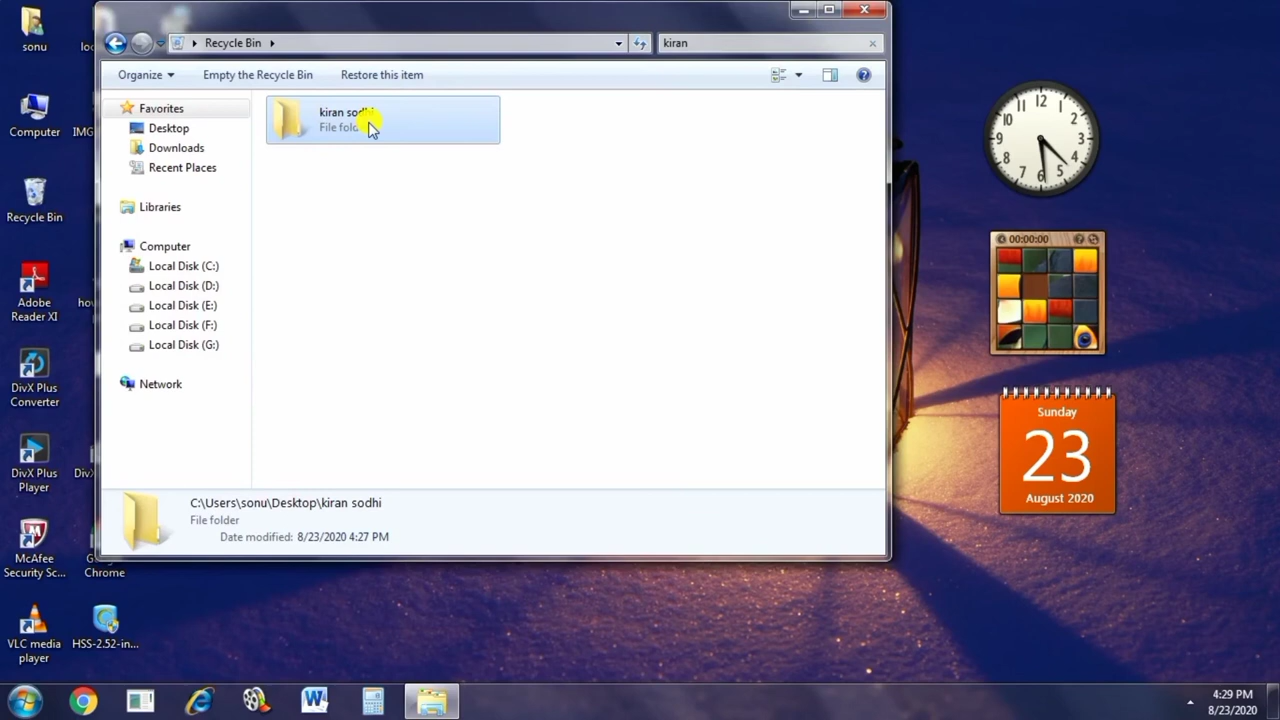 sonu
Computer
Recycle Bin
Adobe
Reader XI
DivX Plus
Converter
DivX Plus
Player
McAfee
Security Sc...
Chrome
VLC media
player
HSS-2.52-in...
Recycle Bin
kiran
Organize
Empty the Recycle Bin
Restore this item
Favorites
Desktop
Downloads
Recent Places
Libraries
Computer
Local Disk (C:)
Local Disk (D:)
Local Disk (E:)
Local Disk (F:)
Local Disk (G:)
Network
kiran sodhi
File
C:\Users\sonu\Desktop\kiran sodhi
File folder
Date modified: 8/23/2020 4:27 PM
12
11 1
10 2
9 3
8 4
7 5
6
00:00:00
Sunday
23
August 2020
4:29 PM
8/23/2020